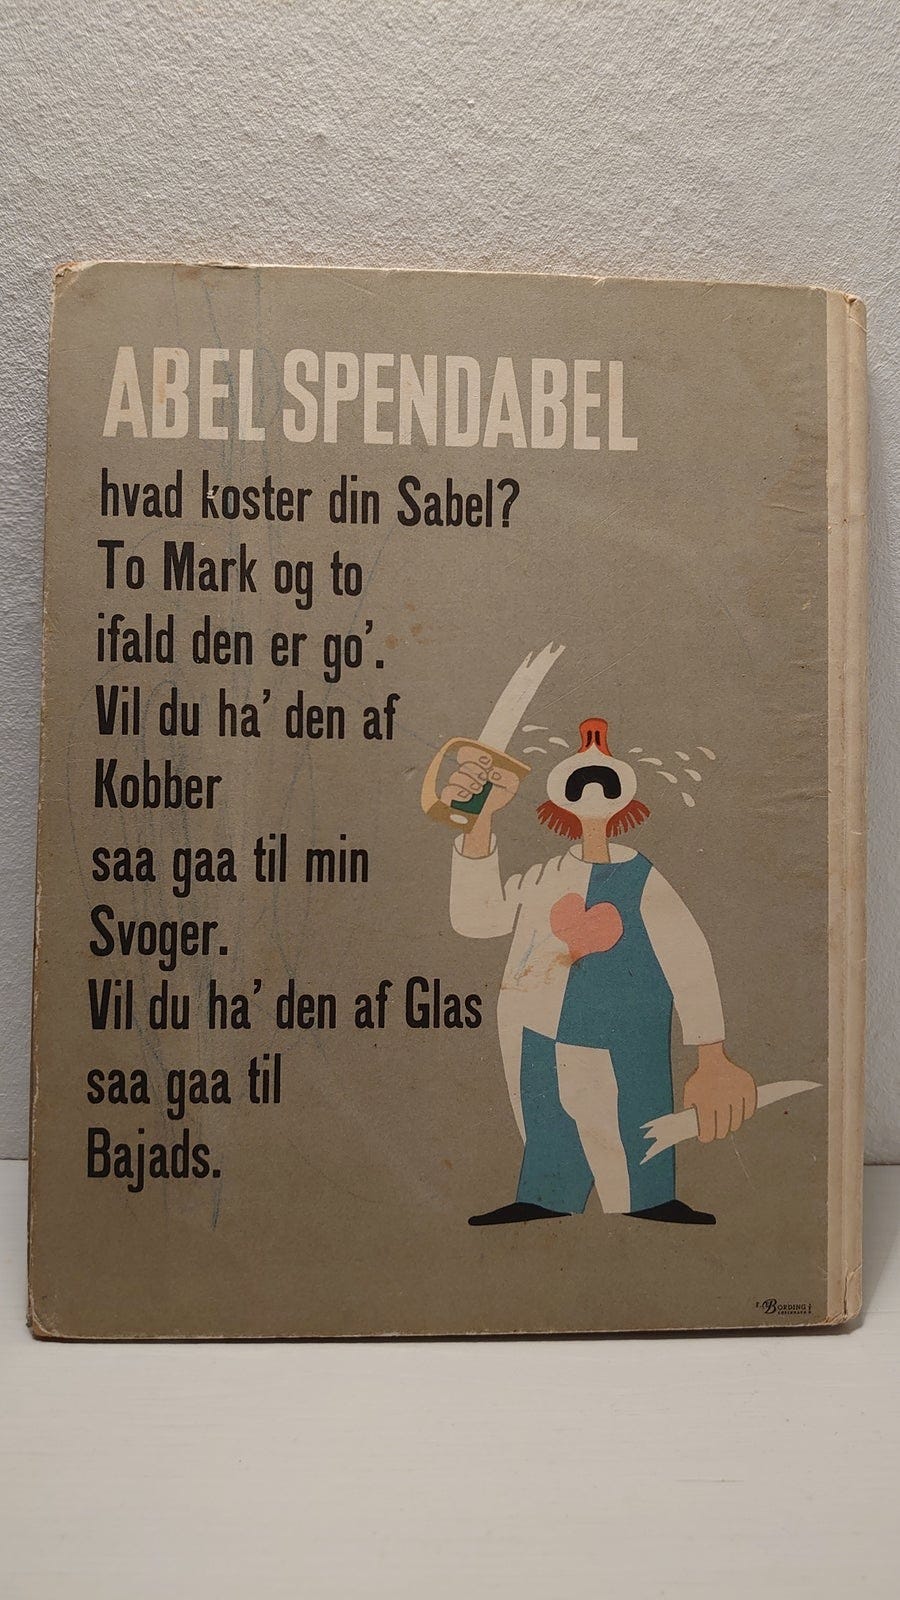 ABEL SPENDABEL
hvad koster din Sabel?
To Mark og to
ifald den er go'.
Vil du ha' den af
Kobber
saa gaa til min
Svoger.
Vil du ha' den af Glas
saa gaa til
Bajads.
BORDING